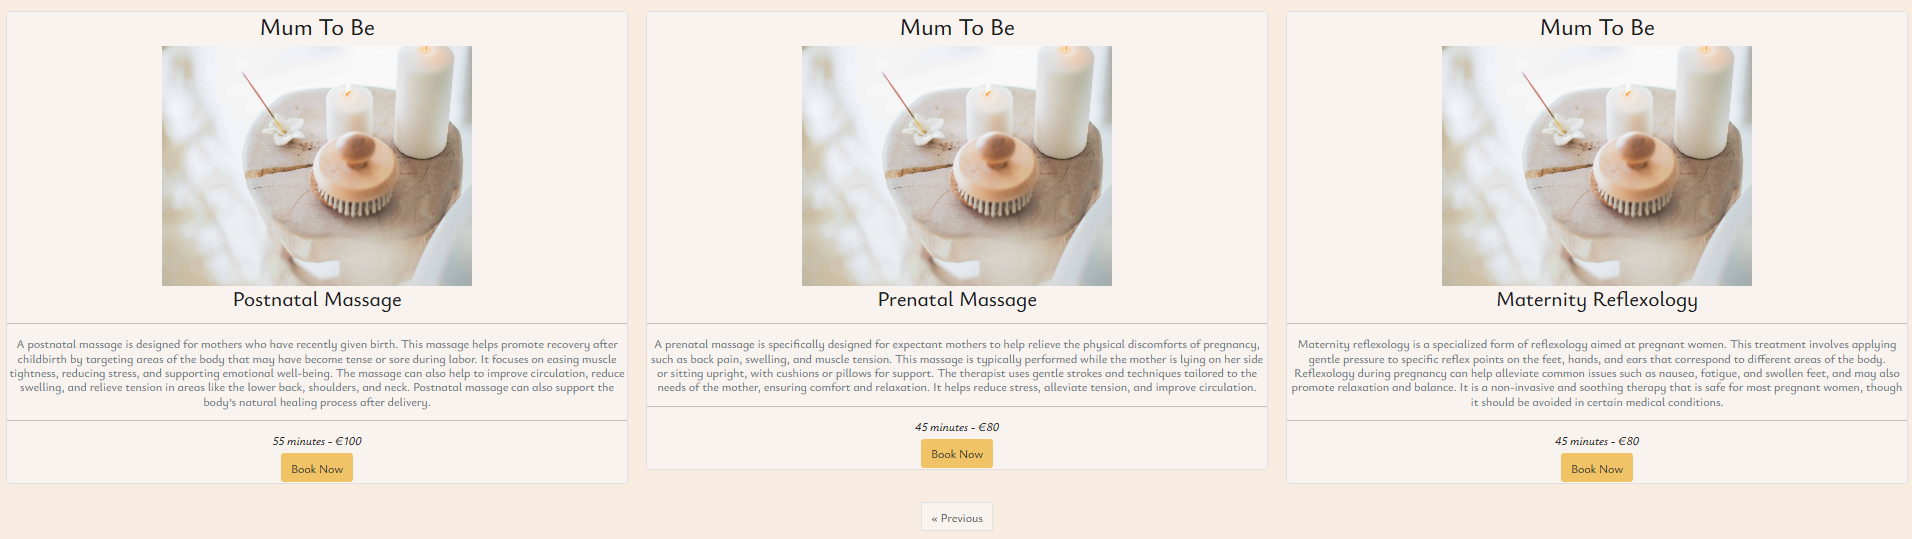 Mum To Be
Postnatal Massage
A postnatal massage is designed for mothers who have recently given birth. This massage helps promote recovery after
childbirth by targeting areas of the body that may have become tense or sore during labor. It focuses on easing muscle
tightness, reducing stress, and supporting emotional well-being. The massage can also help to improve circulation, reduce
swelling, and relieve tension in areas like the lower back, shoulders, and neck. Postnatal massage can also support the
body's natural healing process after delivery.
55 minutes - €100
Book Now
Mum To Be
Prenatal Massage
A prenatal massage is specifically designed for expectant mothers to help relieve the physical discomforts of pregnancy,
such as back pain, swelling, and muscle tension. This massage is typically performed while the mother is lying on her side
or sitting upright, with cushions or pillows for support. The therapist uses gentle strokes and techniques tailored to the
needs of the mother, ensuring comfort and relaxation. It helps reduce stress, alleviate tension, and improve circulation.
45 minutes - €80
Book Now
Mum To Be
Maternity Reflexology
Maternity reflexology is a specialized form of reflexology aimed at pregnant women. This treatment involves applying
gentle pressure to specific reflex points on the feet, hands, and ears that correspond to different areas of the body.
Reflexology during pregnancy can help alleviate common issues such as nausea, fatigue, and swollen feet, and may also
promote relaxation and balance. It is a non-invasive and soothing therapy that is safe for most pregnant women, though
it should be avoided in certain medical conditions.
45 minutes - €80
Book Now
« Previous